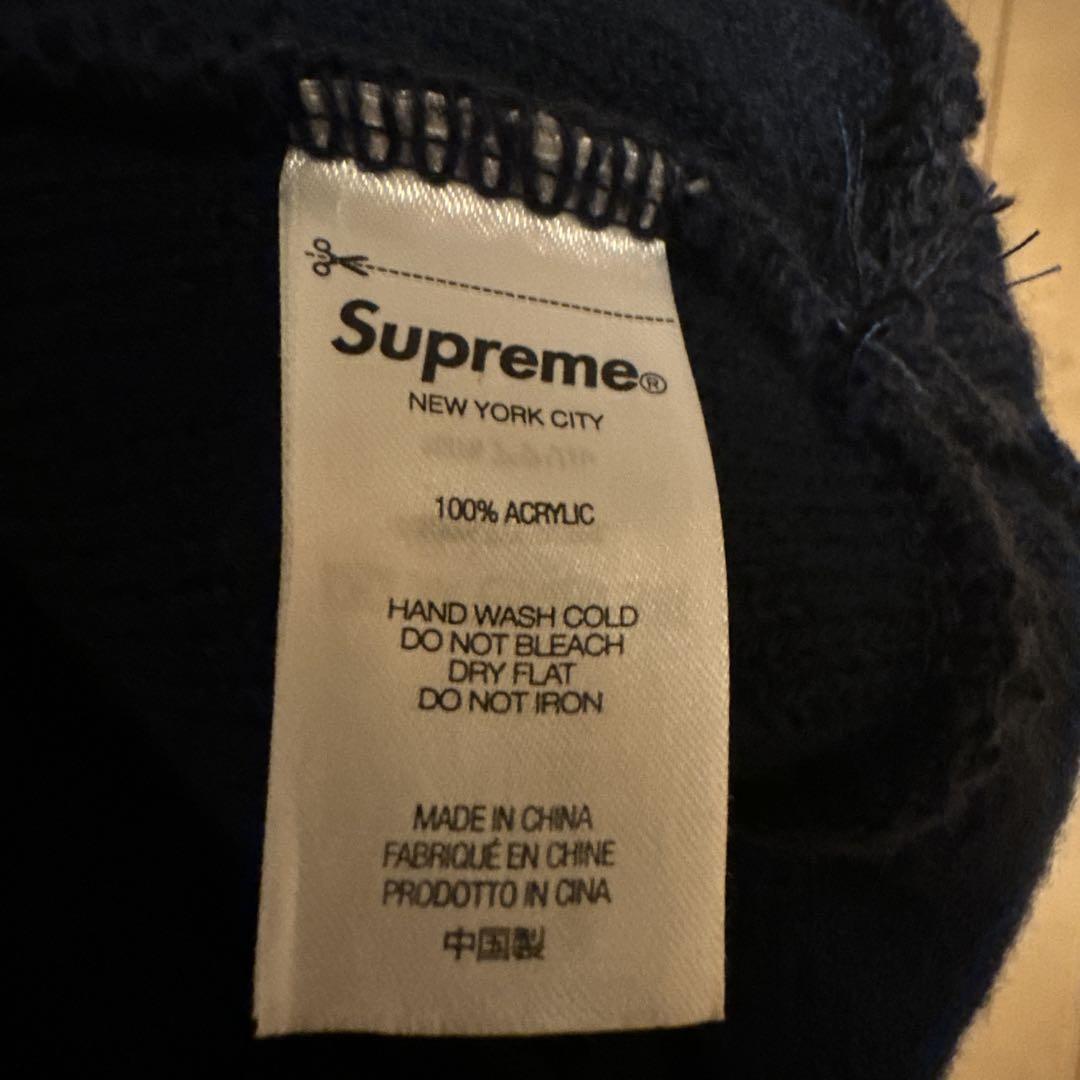 Supreme®
NEW YORK CITY
100% ACRYLIC
HAND WASH COLD
DO NOT BLEACH
DRY FLAT
DO NOT IRON
MADE IN CHINA
FABRIQUÉ EN CHINE
PRODOTTO IN CINA
中国製